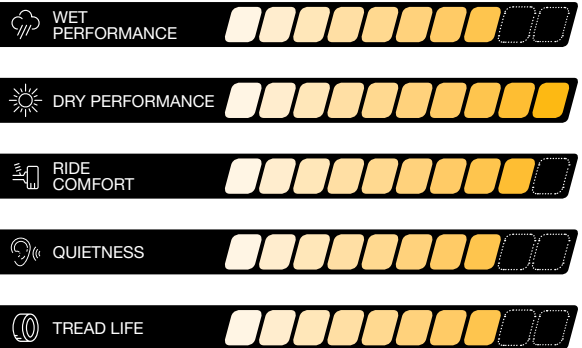 WET
PERFORMANCE
DRY PERFORMANCE
RIDE
COMFORT
QUIETNESS
TREAD LIFE